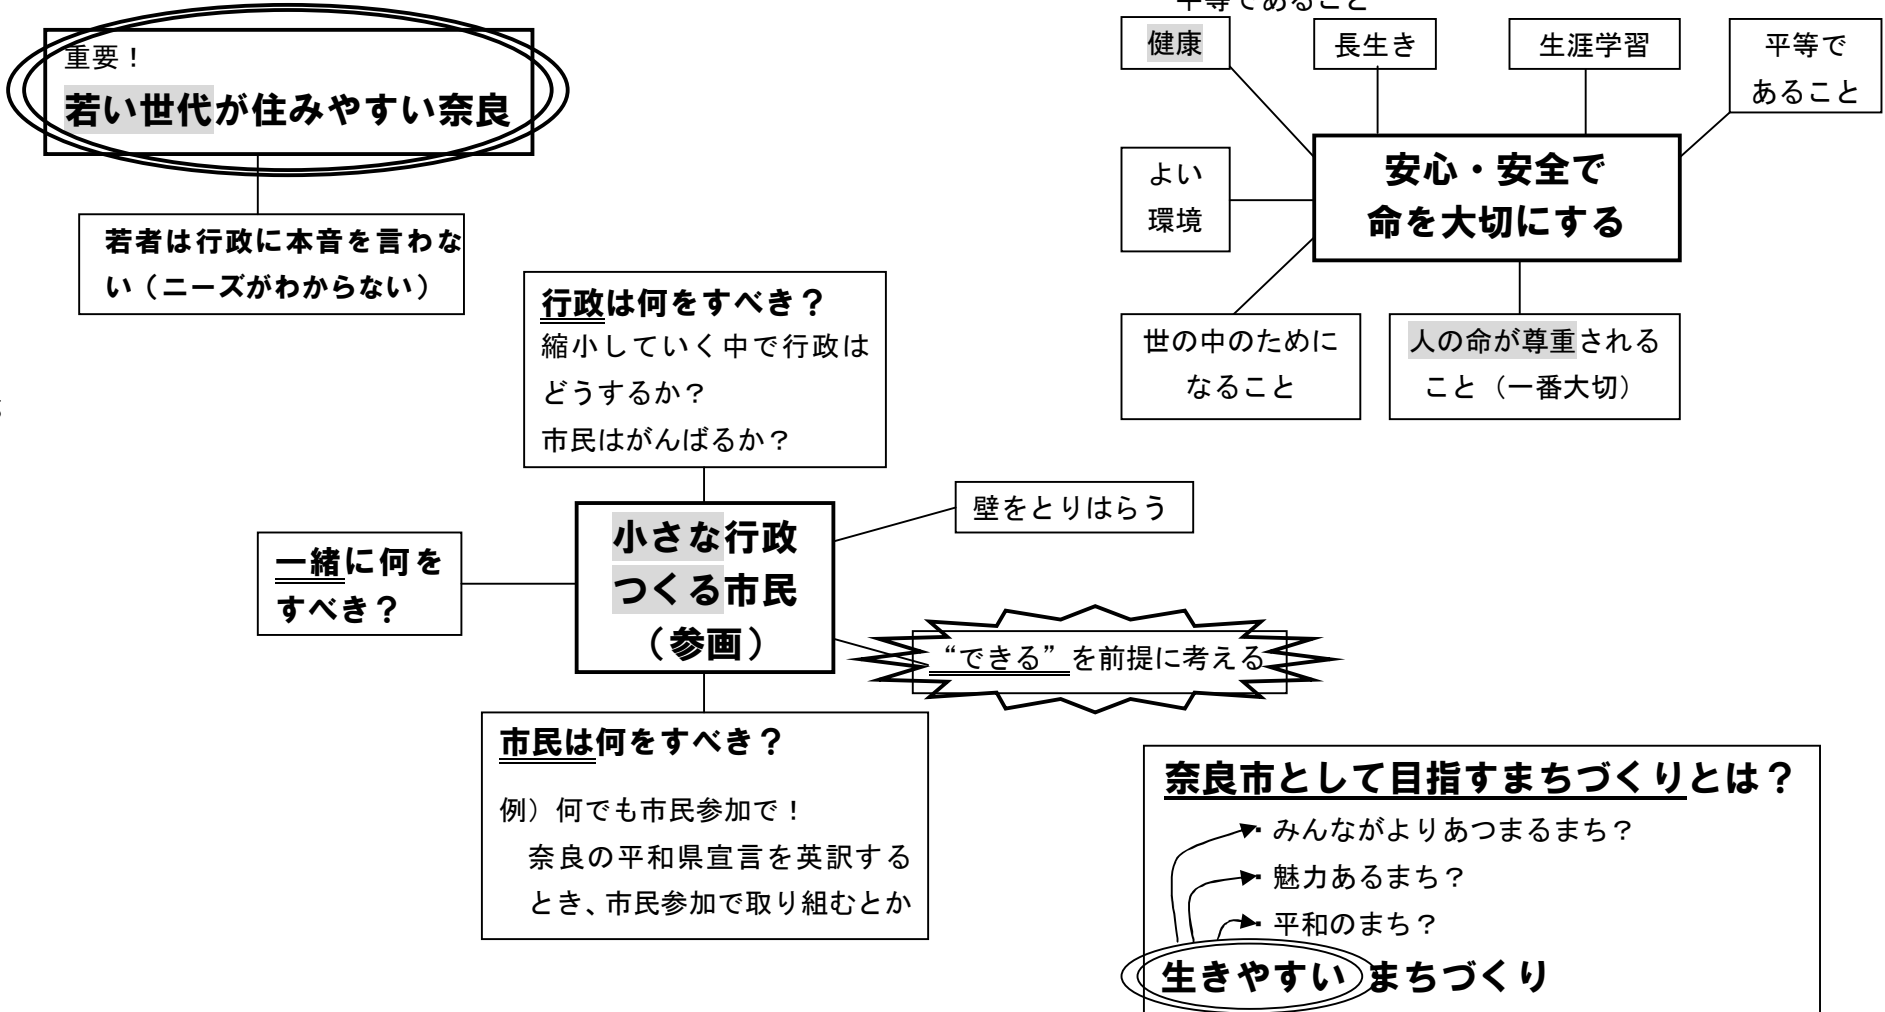 重要！
若い世代が住みやすい奈良
若者は行政に本音を言わな
い（ニーズがわからない）
平等であること
健康
長生き
生涯学習
平等で
あること
よい
環境
安心・安全で
命を大切にする
世の中のために
なること
人の命が尊重される
こと（一番大切）
行政は何をすべき？
縮小していく中で行政は
どうするか？
市民はがんばるか？
一緒に何を
すべき？
小さな行政
つくる市民
（参画）
壁をとりはらう
“できる”を前提に考える
市民は何をすべき？
例）何でも市民参加で！
奈良の平和県宣言を英訳する
とき、市民参加で取り組むとか
奈良市として目指すまちづくりとは？
・みんながよりあつまるまち？
・魅力あるまち？
・平和のまち？
生きやすい まちづくり